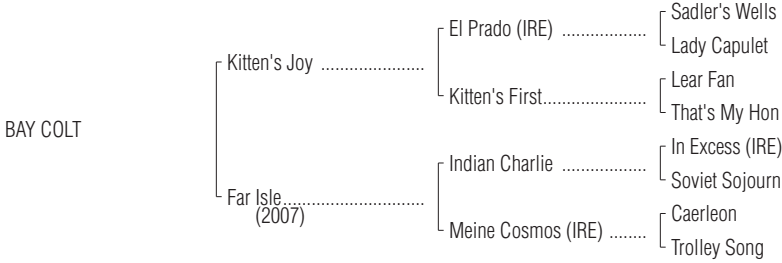 Sadler's Wells
El Prado (IRE) ..................
Lady Capulet
Kitten's Joy ......................
Lear Fan
Kitten's First......................
That's My Hon
BAY COLT
In Excess (IRE)
Indian Charlie ..................
Soviet Sojourn
Far Isle..............................
(2007)
Caerleon
Meine Cosmos (IRE) ........
Trolley Song